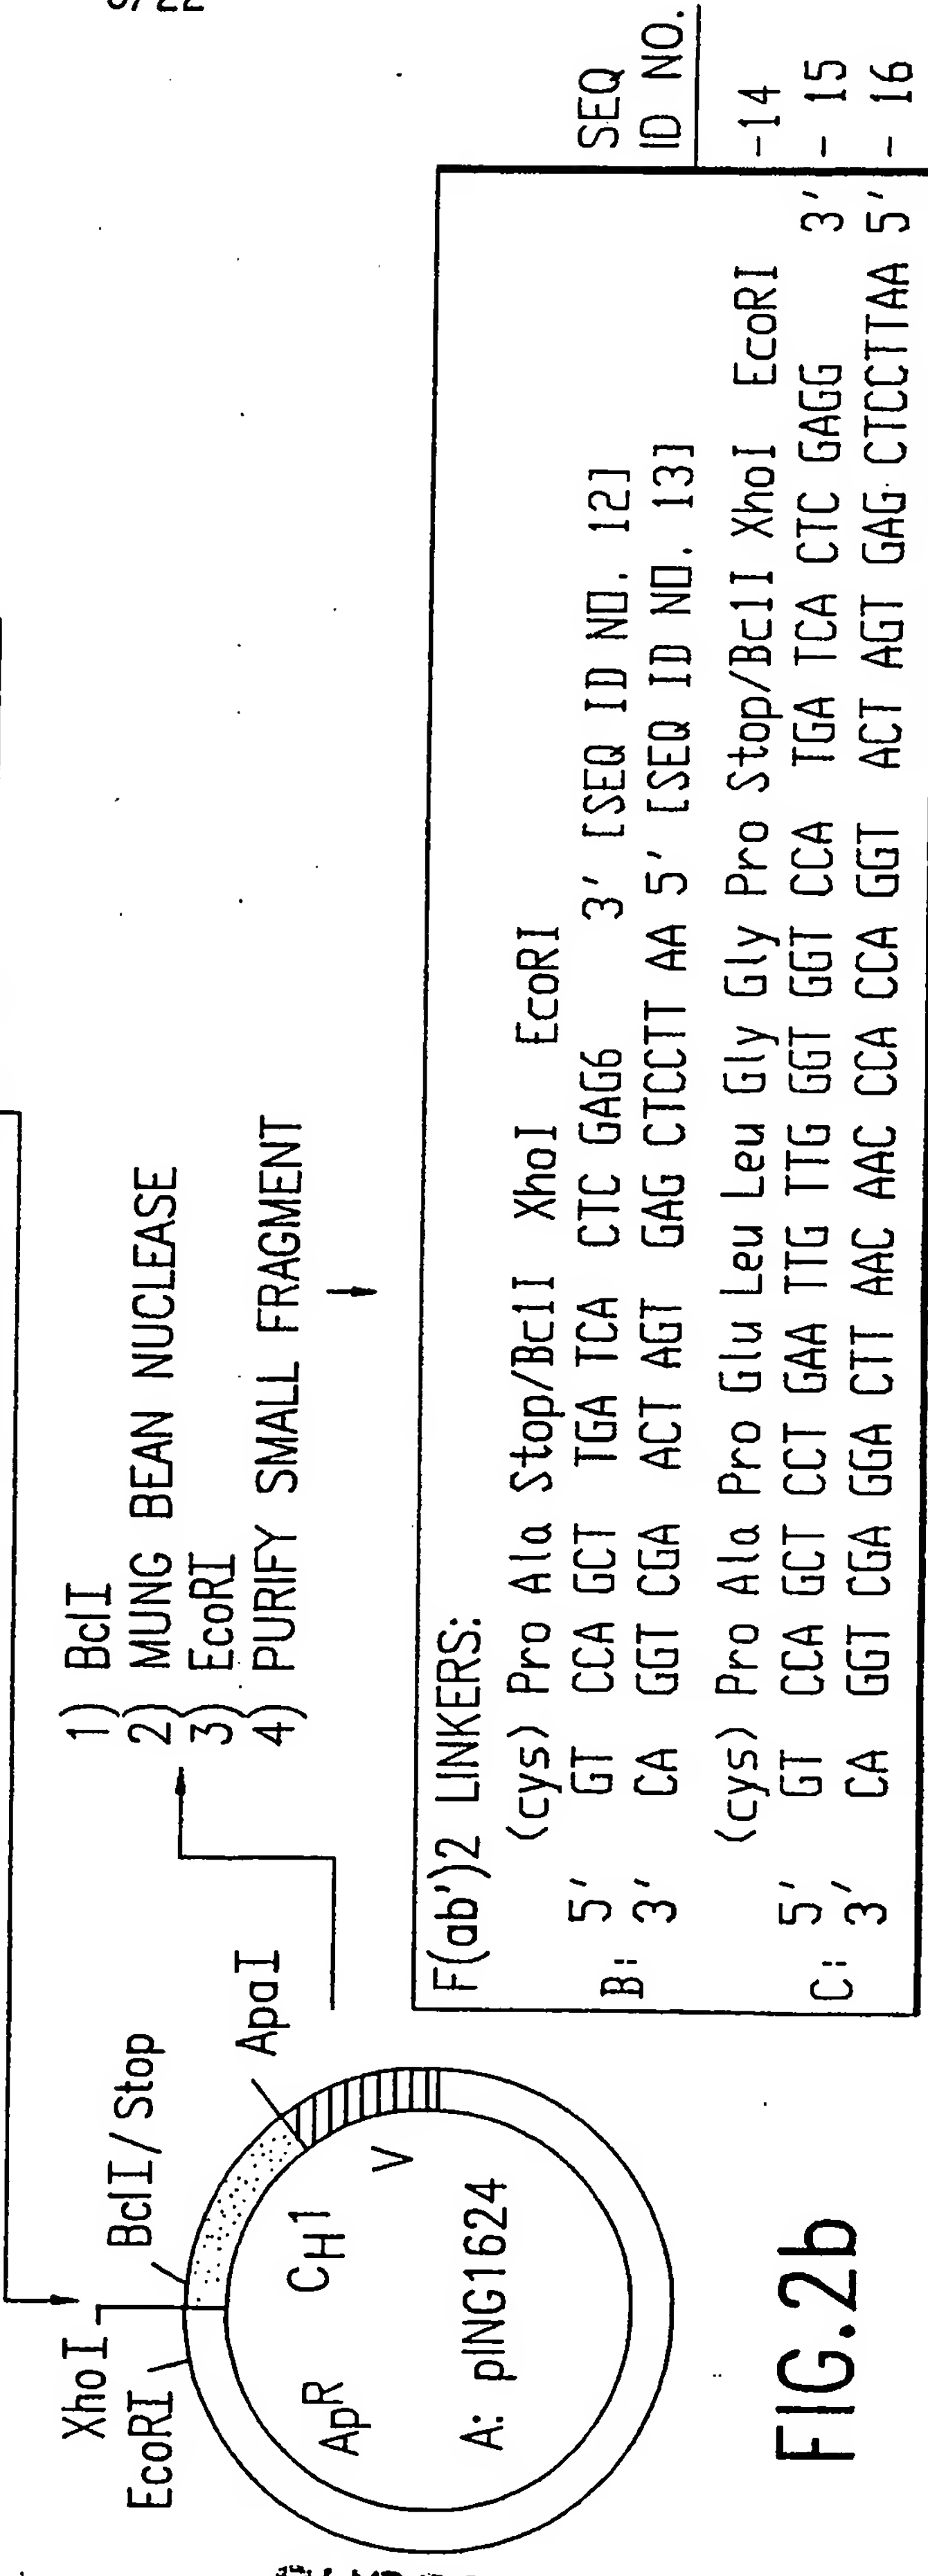 XhoI
EcoRI
BclI/Stop
ApaI
ApR
CH1
V
A: pING1624
1) BclI
2) MUNG BEAN NUCLEASE
3) EcoRI
4) PURIFY SMALL FRAGMENT
SEQ
ID NO.
F(ab')2 LINKERS:
(cys) Pro Ala Stop/BclI XhoI EcoRI
B: 5' GT CCA GCT TGA TCA CTC GAG6 3' [SEQ ID NO. 12]
3' CA GGT CGA ACT AGT GAG CTCCTT AA 5' [SEQ ID NO. 13]
(cys) Pro Ala Pro Glu Leu Leu Gly Gly Pro Stop/BclI XhoI EcoRI -14
C: 5' GT CCA GCT CCT GAA TTG TTG GGT GGT CCA TGA TCA CTC GAGG 3' - 15
3' CA GGT CGA GGA CTT AAC AAC CCA CCA GGT ACT AGT GAG CTCCTTAA 5' - 16
FIG.2b